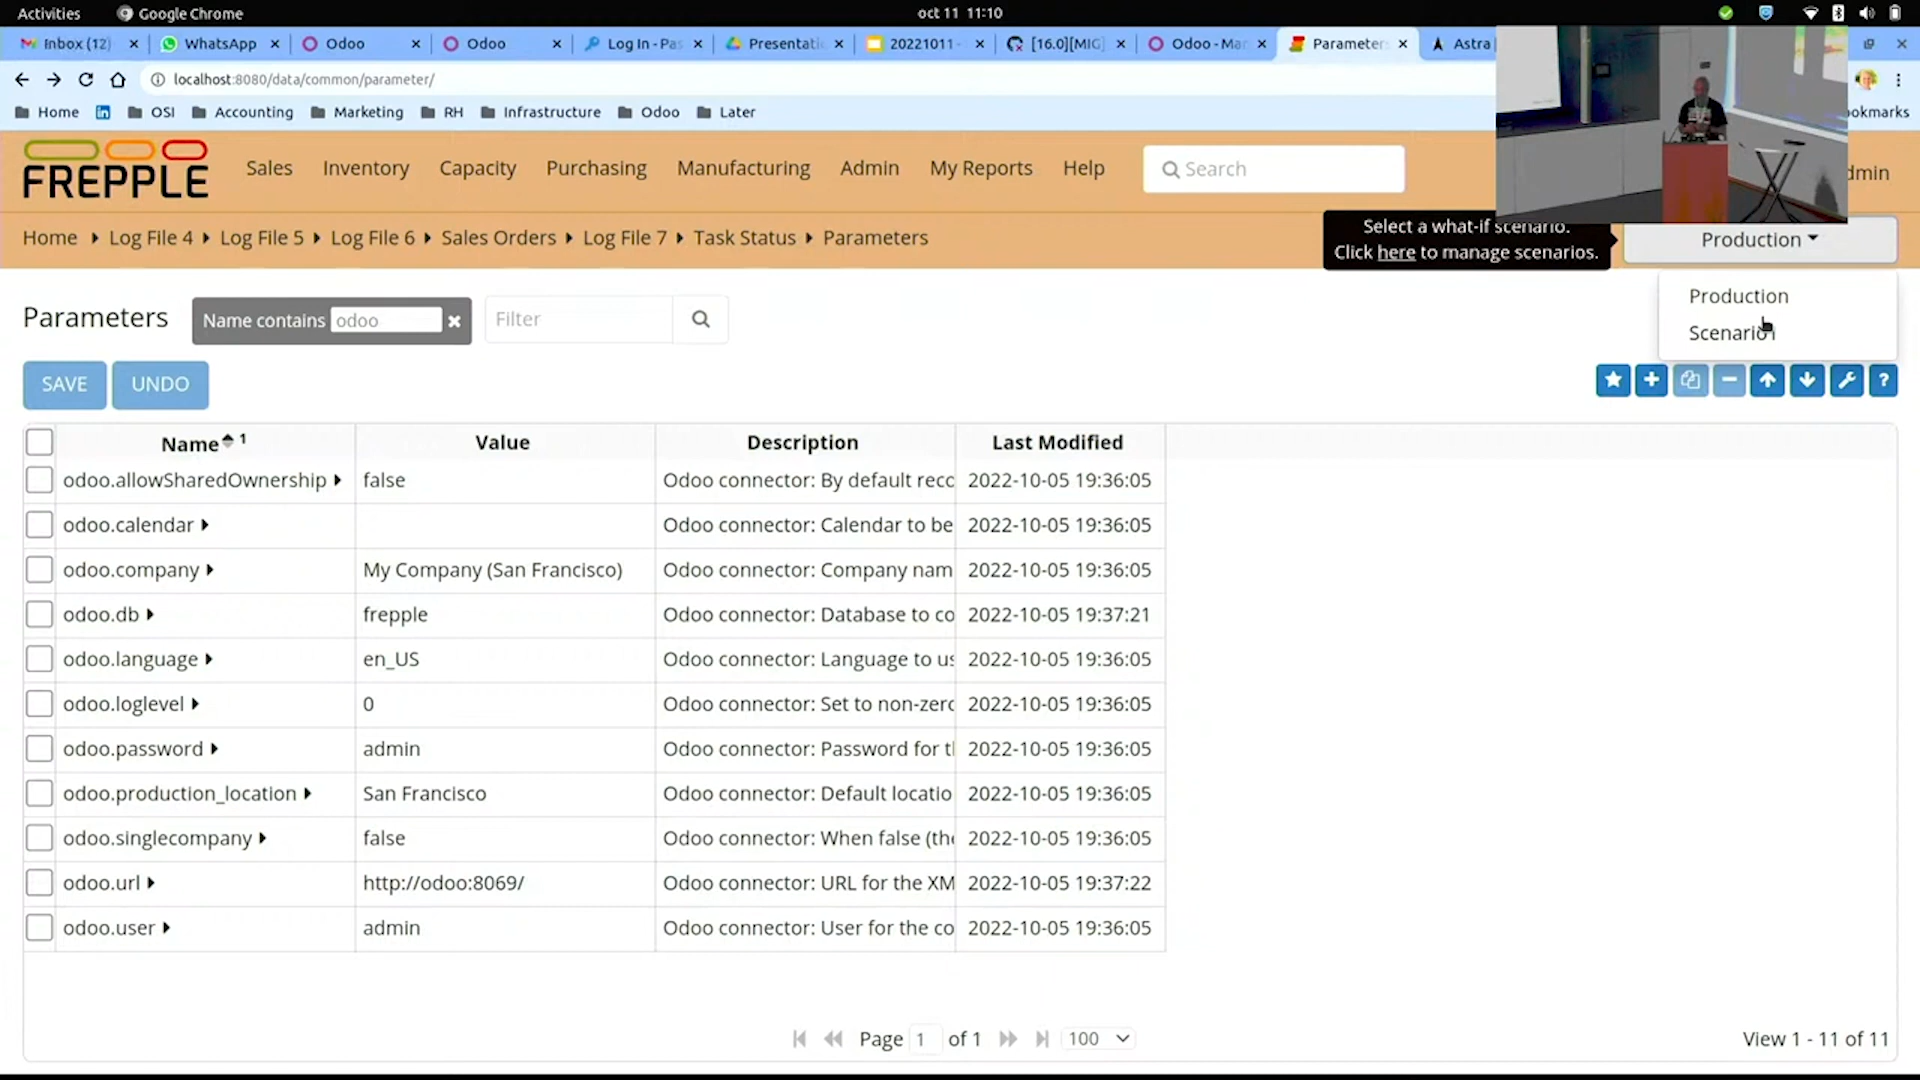 Activities Google Chrome oct 11 11:10
Inbox (12) WhatsApp Odoo Odoo Log In - Pas Presentati 20221011 - [16.0][MIG] Odoo - Ma Parameter Astra
localhost:8080/data/common/parameter/
Home OSI Accounting Marketing RH Infrastructure Odoo Later ookmarks
FREPPLE Sales Inventory Capacity Purchasing Manufacturing Admin My Reports Help Search dmin
Home Log File 4 Log File 5 Log File 6 Sales Orders Log File 7 Task Status Parameters
Select a what-if scenario.
Click here to manage scenarios.
Production
Production
Scenario1
Parameters Name contains odoo Filter
SAVE UNDO
Name 1 Value Description Last Modified
odoo.allowSharedOwnership false Odoo connector: By default reco 2022-10-05 19:36:05
odoo.calendar Odoo connector: Calendar to be 2022-10-05 19:36:05
odoo.company My Company (San Francisco) Odoo connector: Company nam 2022-10-05 19:36:05
odoo.db frepple Odoo connector: Database to co 2022-10-05 19:37:21
odoo.language en_US Odoo connector: Language to us 2022-10-05 19:36:05
odoo.loglevel 0 Odoo connector: Set to non-zero 2022-10-05 19:36:05
odoo.password admin Odoo connector: Password for th 2022-10-05 19:36:05
odoo.production_location San Francisco Odoo connector: Default locatio 2022-10-05 19:36:05
odoo.singlecompany false Odoo connector: When false (the 2022-10-05 19:36:05
odoo.url http://odoo:8069/ Odoo connector: URL for the XM 2022-10-05 19:37:22
odoo.user admin Odoo connector: User for the co 2022-10-05 19:36:05
Page 1 of 1 100 View 1 - 11 of 11